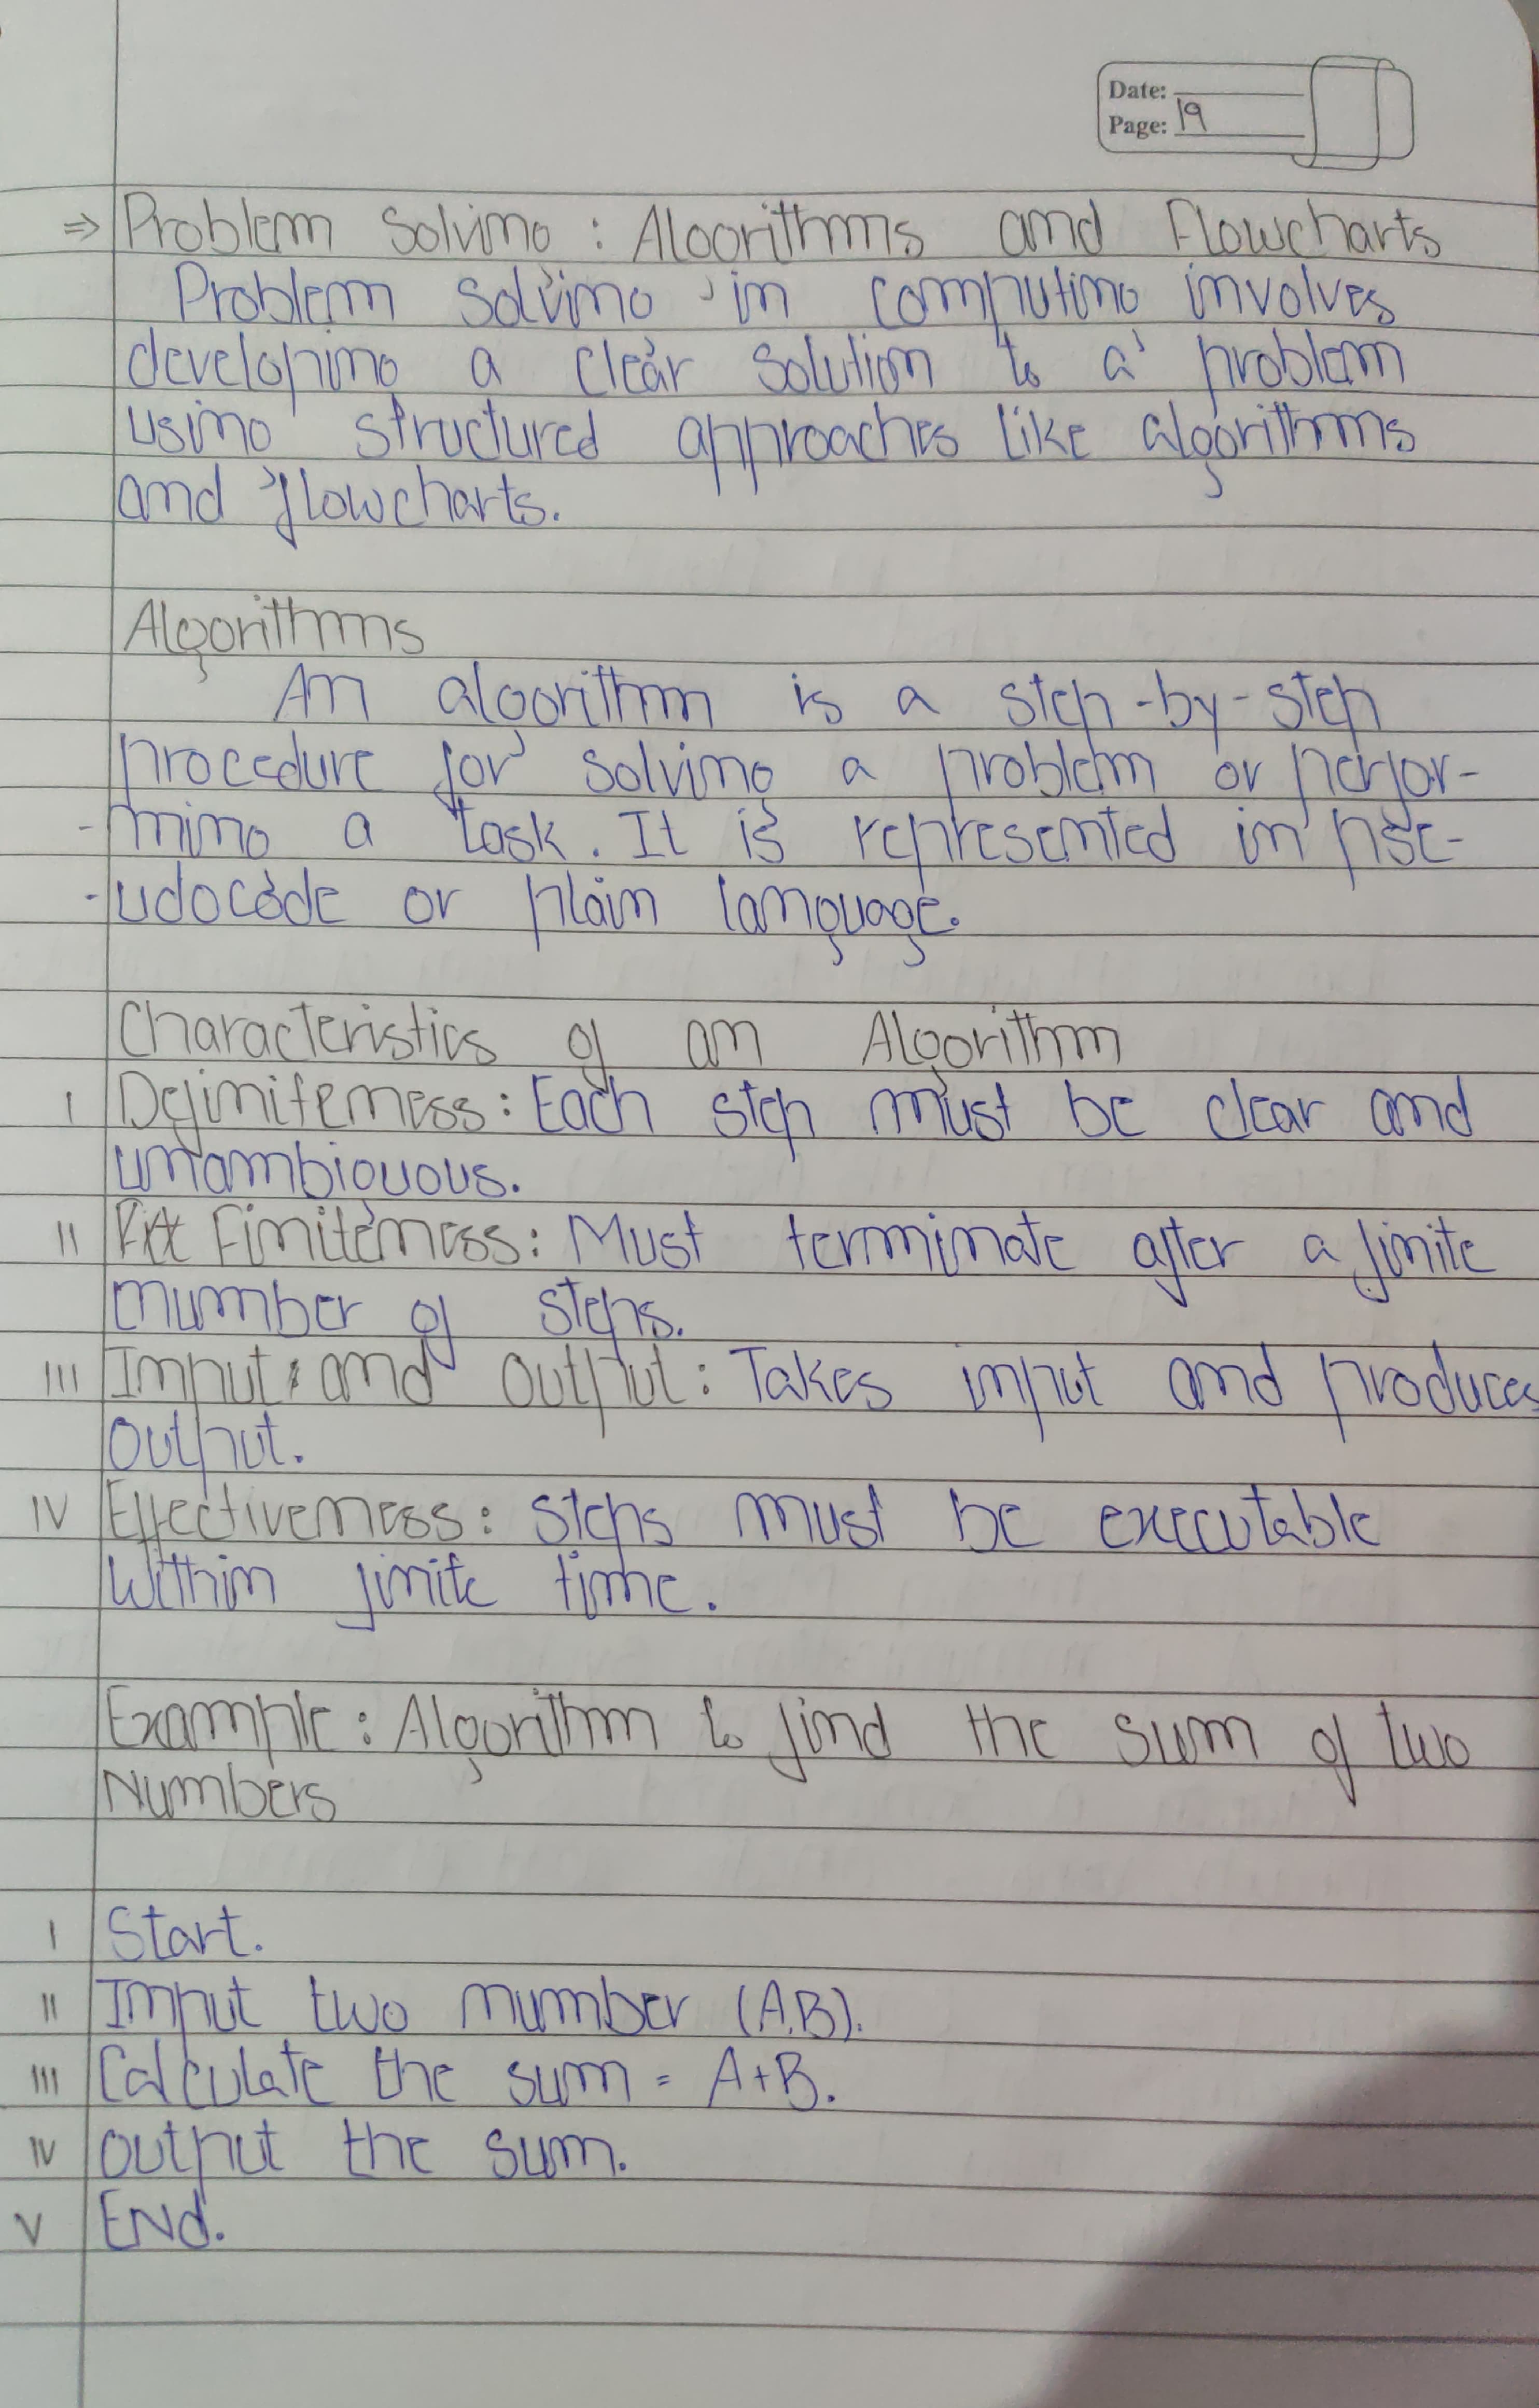 Date:
Page: 19
⇒ Problem Solving : Algorithms and Flowcharts
Problem solving in computing involves
developing a clear solution to a problem
using structured approaches like algorithms
and flowcharts.
Algorithms
An algorithm is a step-by-step
procedure for solving a problem or perfor-
-ming a task. It is represented in pse-
-udocode or plain language.
Characteristics of an Algorithm
I Definiteness : Each step must be clear and
unambiguous.
II Finiteness : Must terminate after a finite
number of steps.
III Input and output : Takes input and produces
output.
IV Effectiveness : steps must be executable
within finite time.
Example : Algorithm to find the sum of two
Numbers
I Start.
II Input two number (A,B).
III Calculate the sum = A+B.
IV output the sum.
V End.